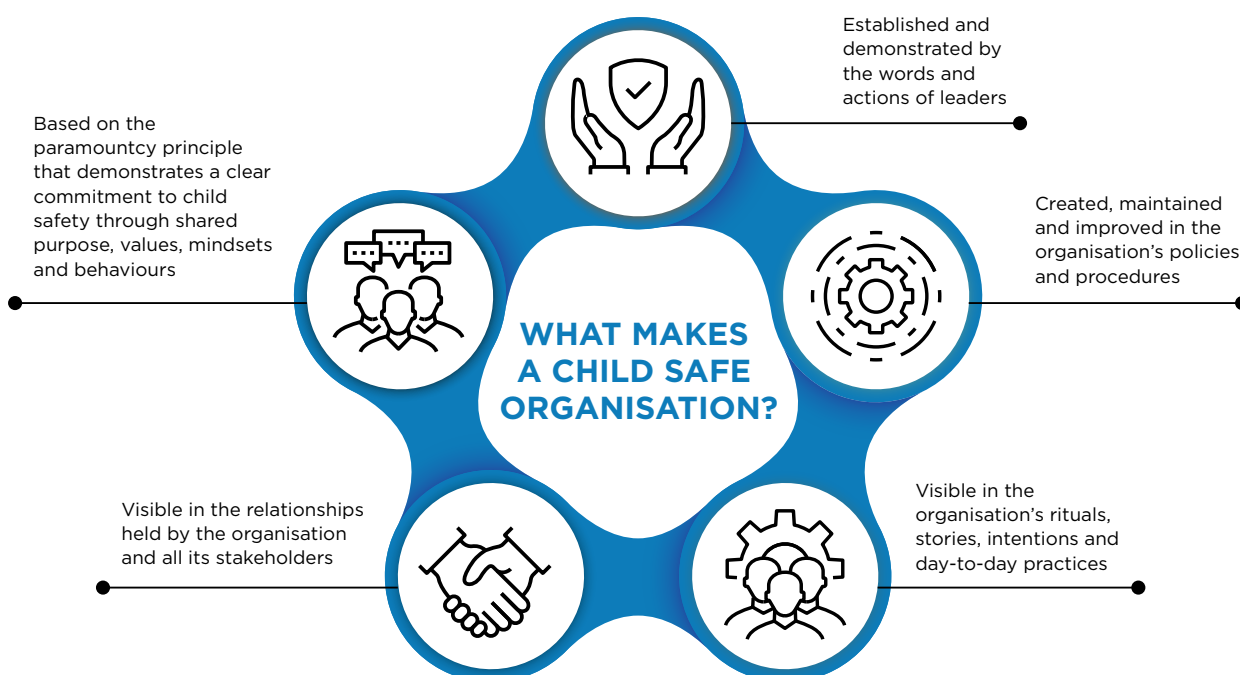 Established and
demonstrated by
the words and
actions of leaders
Based on the
paramountcy principle
that demonstrates a clear
commitment to child
safety through shared
purpose, values, mindsets
and behaviours
Created, maintained
and improved in the
organisation's policies
and procedures
WHAT MAKES
A CHILD SAFE
ORGANISATION?
Visible in the relationships
held by the organisation
and all its stakeholders
Visible in the
organisation's rituals,
stories, intentions and
day-to-day practices